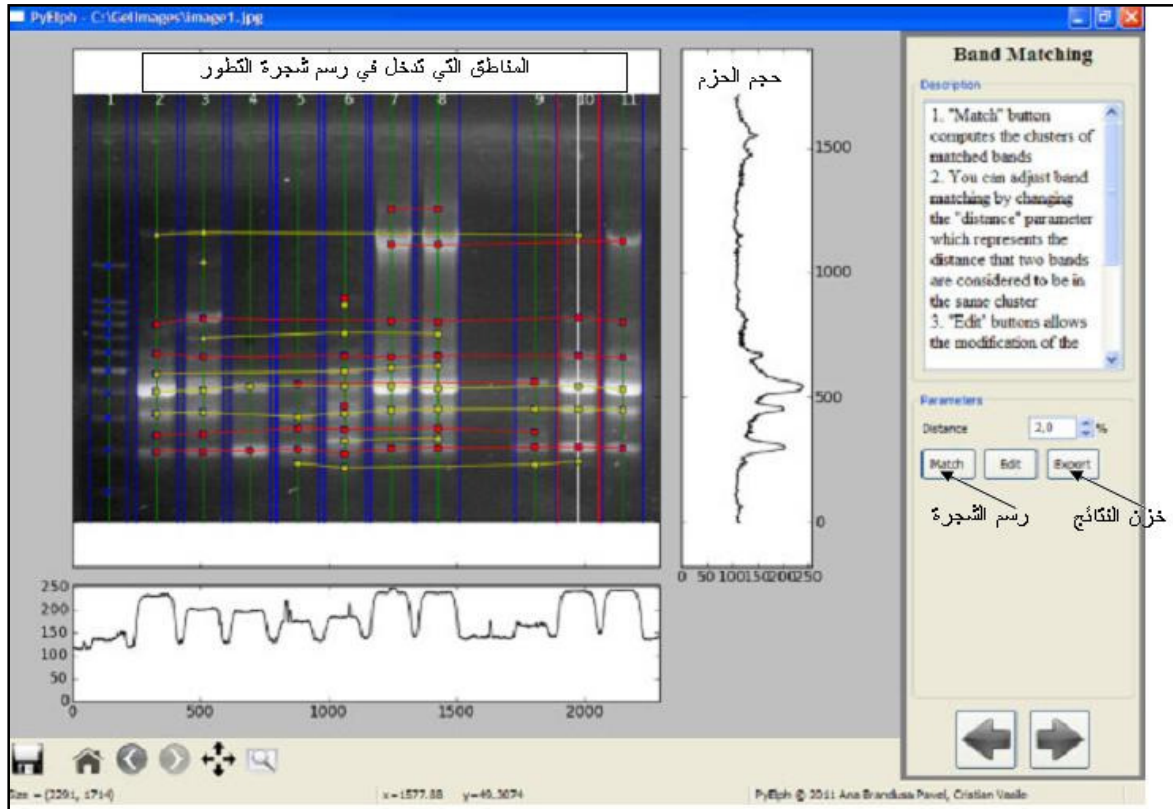 PyElph - C:\GelImages\image1.jpg
المناطق التي تدخل في رسم شجرة التطور
1 2 3 4 5 6 7 8 9 10 11
حجم الحزم
1500
1000
500
0
0 50 100150200250
250
200
150
100
50
0
0 500 1000 1500 2000
Band Matching
Description
1. "Match" button
computes the clusters of
matched bands
2. You can adjust band
matching by changing
the "distance" parameter
which represents the
distance that two bands
are considered to be in
the same cluster
3. "Edit" buttons allows
the modification of the
Parameters
Distance 2,0 %
Match Edit Export
رسم الشجرة
خزن النتائج
Size = (2291, 1714) x=1577.88 y=49.3074 PyElph © 2011 Ana Brandusa Pavel, Cristian Vasile